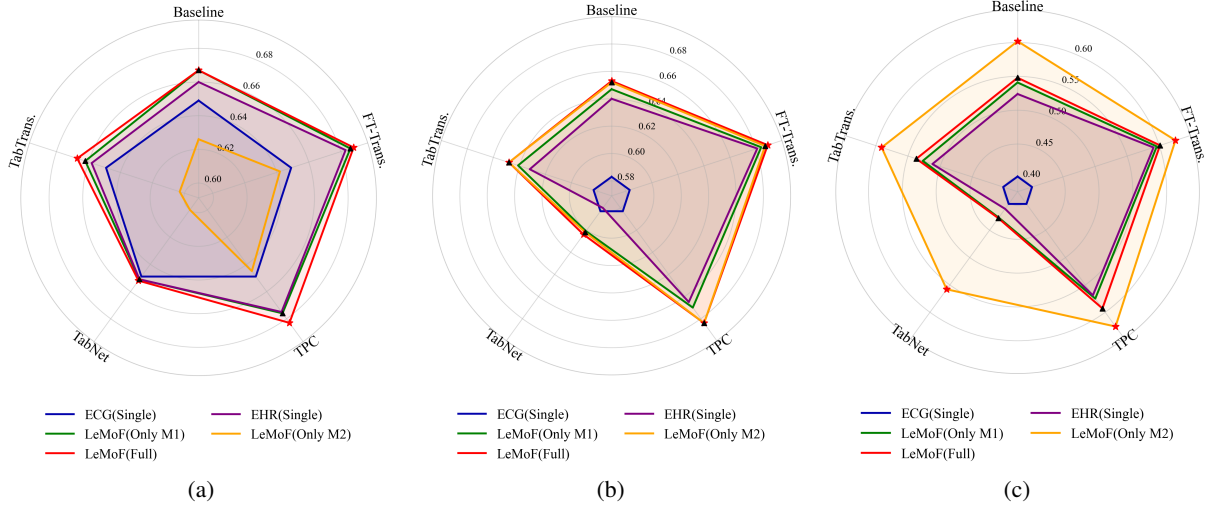 Baseline
0.68
0.66
0.64
0.62
0.60
TabTrans.
FT-Trans.
TabNet
TPC
ECG(Single)
EHR(Single)
LeMoF(Only M1)
LeMoF(Only M2)
LeMoF(Full)
(a)
Baseline
0.68
0.66
0.64
0.62
0.60
0.58
TabTrans.
FT-Trans.
TabNet
TPC
ECG(Single)
EHR(Single)
LeMoF(Only M1)
LeMoF(Only M2)
LeMoF(Full)
(b)
Baseline
0.60
0.55
0.50
0.45
0.40
TabTrans.
FT-Trans.
TabNet
TPC
ECG(Single)
EHR(Single)
LeMoF(Only M1)
LeMoF(Only M2)
LeMoF(Full)
(c)